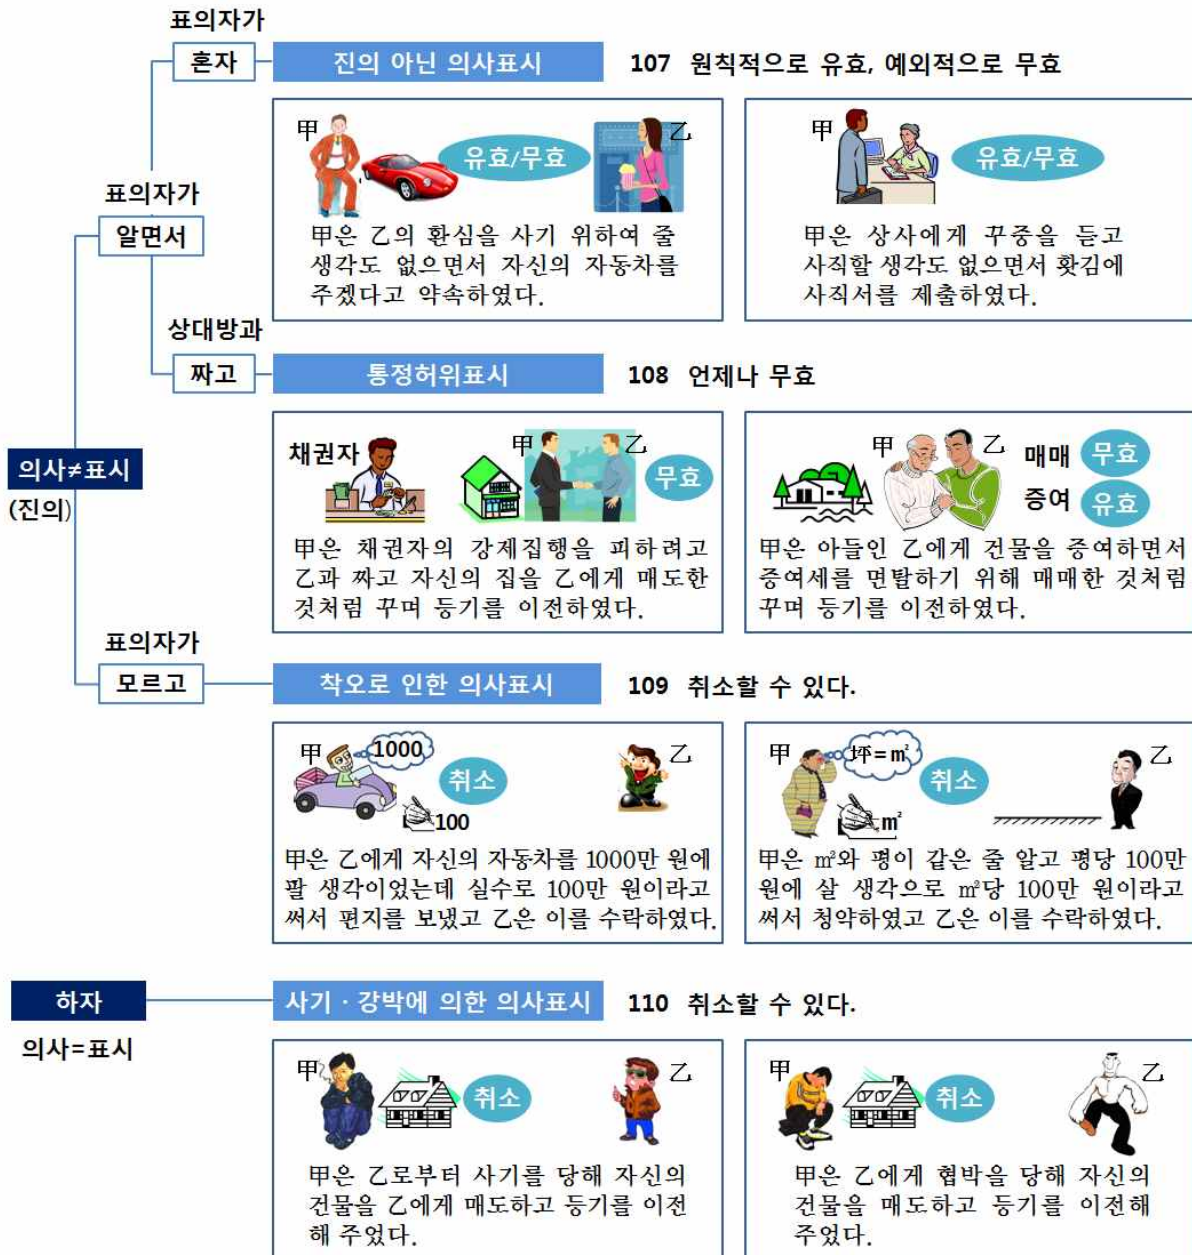 표의자가
혼자
진의 아닌 의사표시
107 원칙적으로 유효, 예외적으로 무효
甲
유효/무효
乙
甲은 乙의 환심을 사기 위하여 줄
생각도 없으면서 자신의 자동차를
주겠다고 약속하였다.
甲
유효/무효
甲은 상사에게 꾸중을 듣고
사직할 생각도 없으면서 홧김에
사직서를 제출하였다.
표의자가
알면서
상대방과
짜고
통정허위표시
108 언제나 무효
채권자
甲
乙
무효
甲은 채권자의 강제집행을 피하려고
乙과 짜고 자신의 집을 乙에게 매도한
것처럼 꾸며 등기를 이전하였다.
甲
乙
매매 무효
증여 유효
甲은 아들인 乙에게 건물을 증여하면서
증여세를 면탈하기 위해 매매한 것처럼
꾸며 등기를 이전하였다.
의사≠표시
(진의)
표의자가
모르고
착오로 인한 의사표시
109 취소할 수 있다.
甲
1000
취소
100
乙
甲은 乙에게 자신의 자동차를 1000만 원에
팔 생각이었는데 실수로 100만 원이라고
써서 편지를 보냈고 乙은 이를 수락하였다.
甲
坪=㎡
취소
㎡
乙
甲은 ㎡와 평이 같은 줄 알고 평당 100만
원에 살 생각으로 ㎡당 100만 원이라고
써서 청약하였고 乙은 이를 수락하였다.
하자
의사=표시
사기 · 강박에 의한 의사표시
110 취소할 수 있다.
甲
취소
乙
甲은 乙로부터 사기를 당해 자신의
건물을 乙에게 매도하고 등기를 이전
해 주었다.
甲
취소
乙
甲은 乙에게 협박을 당해 자신의
건물을 매도하고 등기를 이전해
주었다.